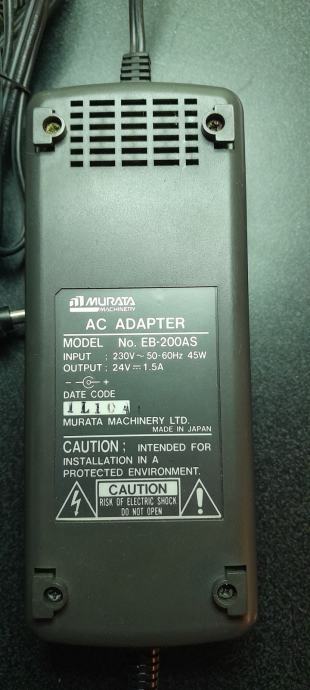 MURATA
MACHINERY
AC ADAPTER
MODEL No. EB-200AS
INPUT ; 230V ~ 50-60Hz 45W
OUTPUT ; 24V ⎓ 1.5A
- +
DATE CODE
MURATA MACHINERY LTD.
MADE IN JAPAN
CAUTION ; INTENDED FOR
INSTALLATION IN A
PROTECTED ENVIRONMENT.
CAUTION
RISK OF ELECTRIC SHOCK
DO NOT OPEN